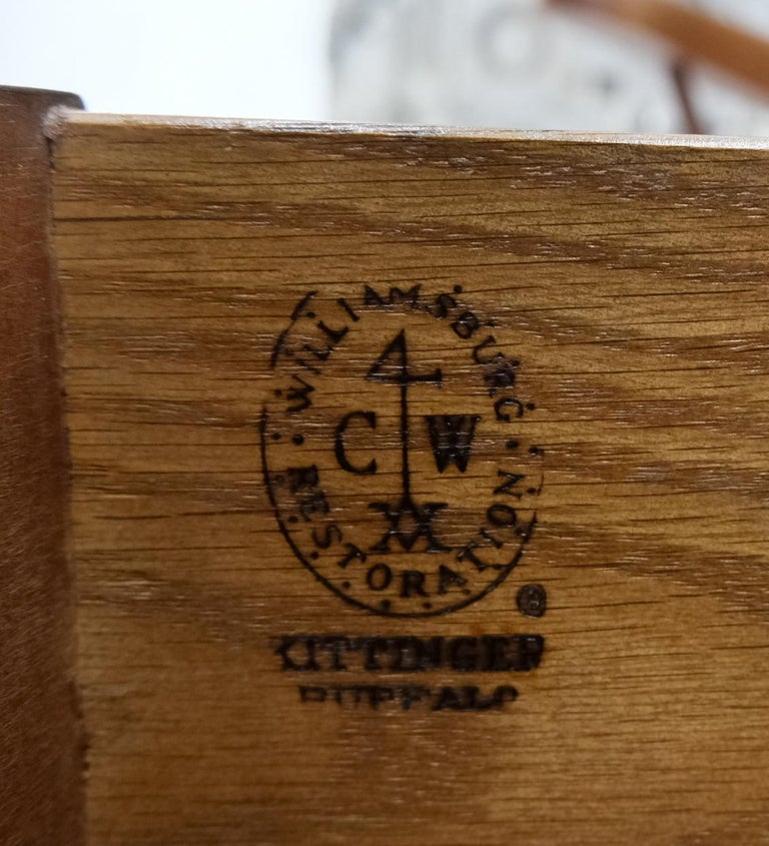 WILLIAMSBURG
C W
RESTORATION
®
KITTINGER
BUFFALO